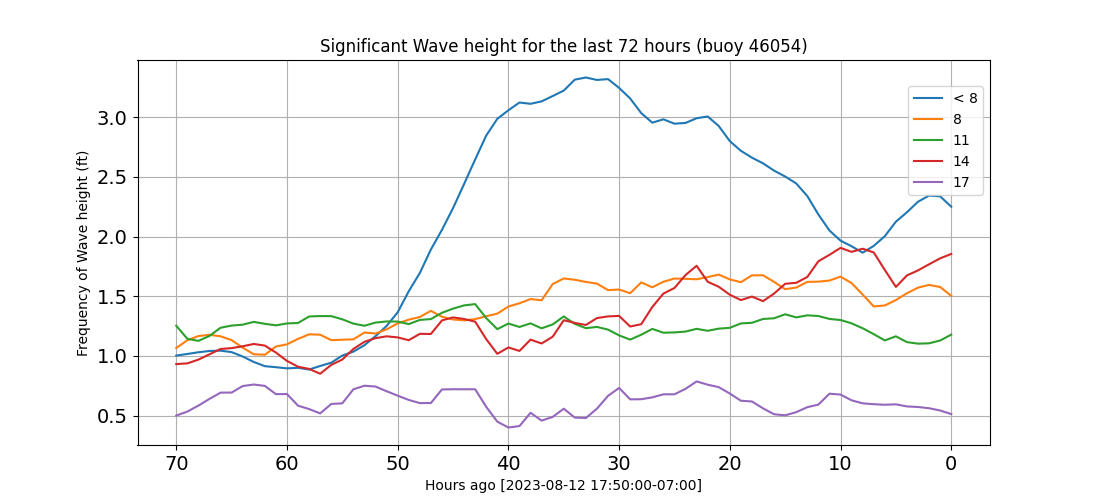 Significant Wave height for the last 72 hours (buoy 46054)
Frequency of Wave height (ft)
3.0
2.5
2.0
1.5
1.0
0.5
< 8
8
11
14
17
70 60 50 40 30 20 10 0
Hours ago [2023-08-12 17:50:00-07:00]